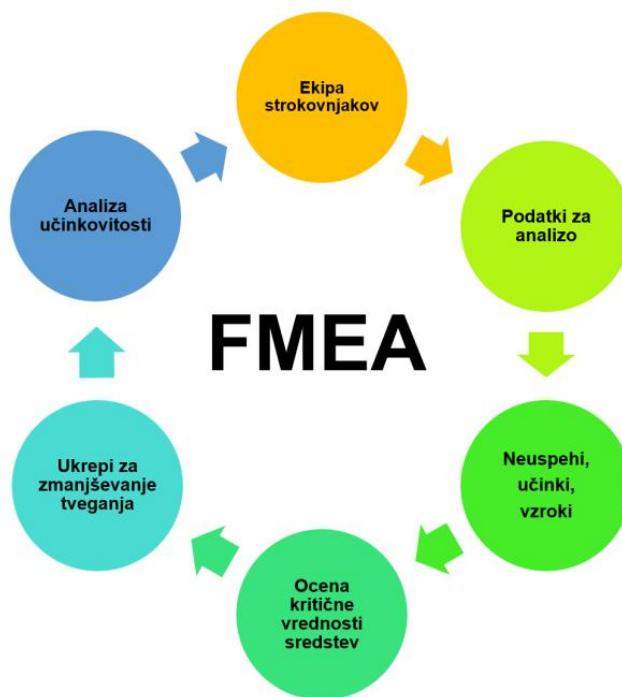 Ekipa
strokovnjakov
Podatki za
analizo
Neuspehi,
učinki,
vzroki
Ocena
kritične
vrednosti
sredstev
Ukrepi za
zmanjševanje
tveganja
Analiza
učinkovitosti
FMEA